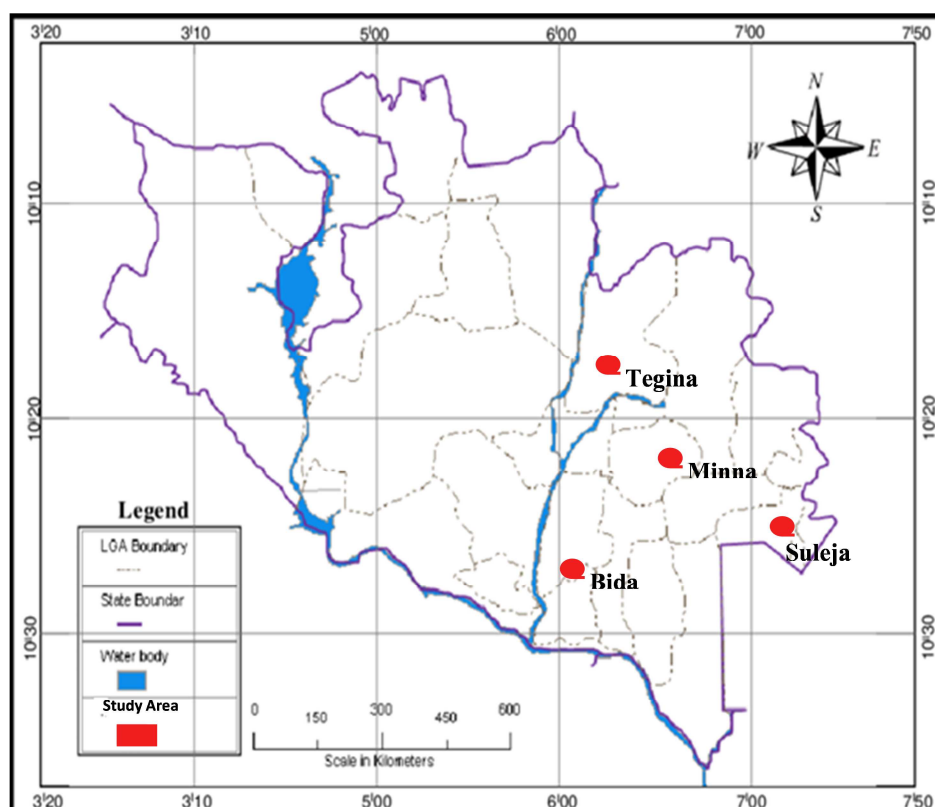 3°20 3°10 5°00 6°00 7°00 7°50
N
W E
S
10°10 10°10
Tegina
10°20 10°20
Minna
Suleja
Bida
Legend
LGA Boundary
State Boundar
Water body
Study Area
10°30 10°30
0 300 600
150 450
Scale in Kilometers
3°20 3°10 5°00 6°00 7°00 7°50